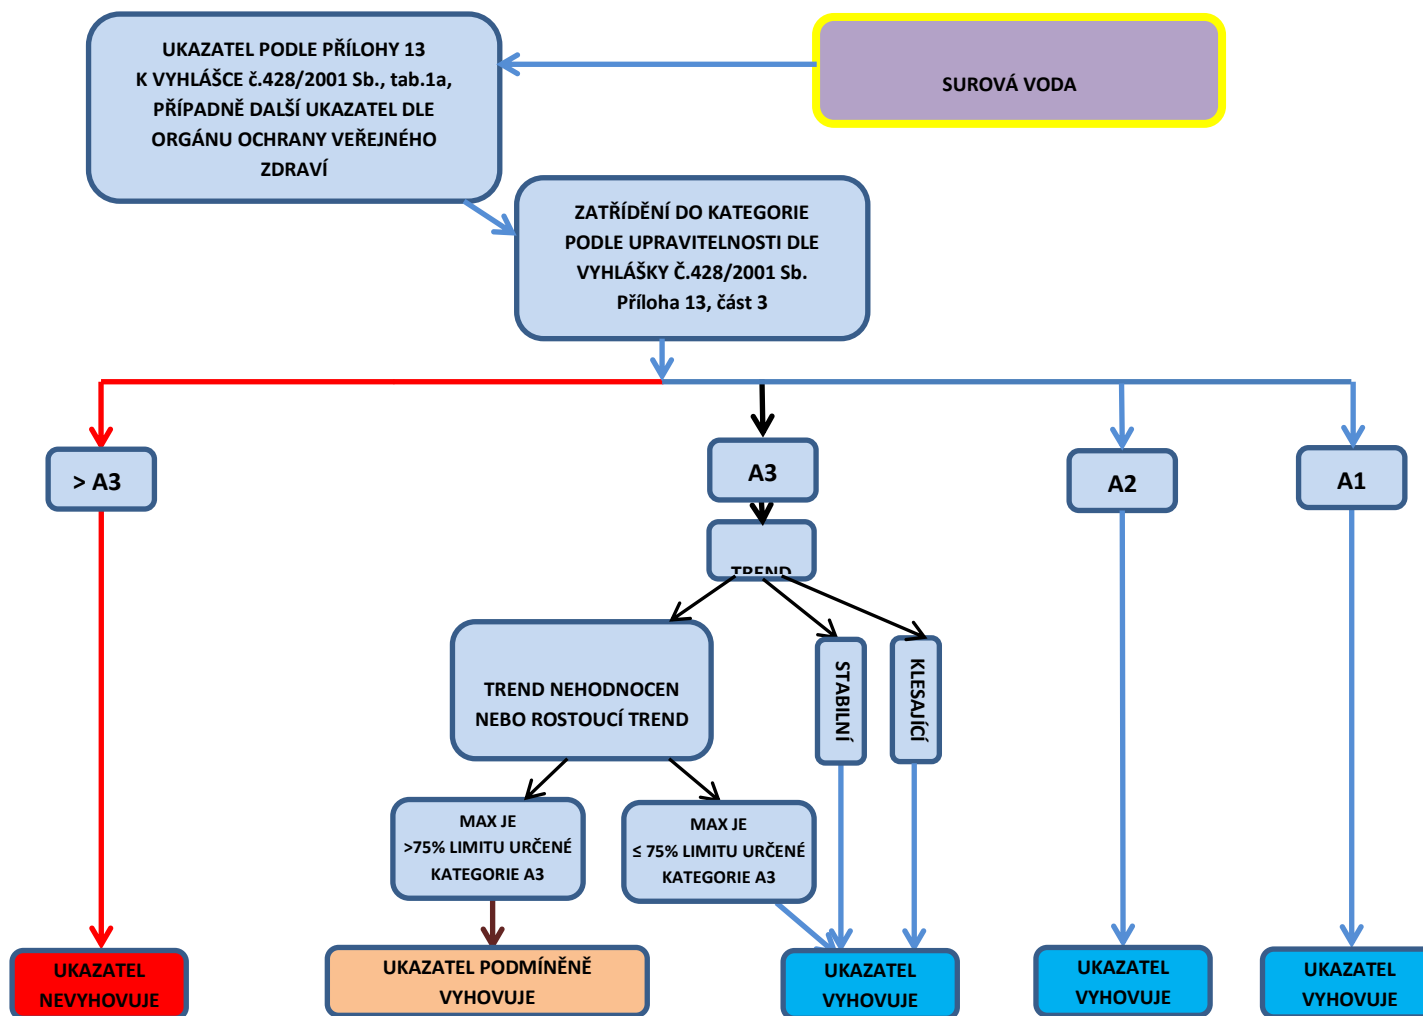 UKAZATEL PODLE PŘÍLOHY 13
K VYHLÁŠCE č.428/2001 Sb., tab.1a,
PŘÍPADNĚ DALŠÍ UKAZATEL DLE
ORGÁNU OCHRANY VEŘEJNÉHO
ZDRAVÍ
SUROVÁ VODA
ZATŘÍDĚNÍ DO KATEGORIE
PODLE UPRAVITELNOSTI DLE
VYHLÁŠKY Č.428/2001 Sb.
Příloha 13, část 3
> A3
A3
A2
A1
TREND
TREND NEHODNOCEN
NEBO ROSTOUCÍ TREND
STABILNÍ
KLESAJÍCÍ
MAX JE
>75% LIMITU URČENÉ
KATEGORIE A3
MAX JE
≤ 75% LIMITU URČENÉ
KATEGORIE A3
UKAZATEL
NEVYHOVUJE
UKAZATEL PODMÍNĚNĚ
VYHOVUJE
UKAZATEL
VYHOVUJE
UKAZATEL
VYHOVUJE
UKAZATEL
VYHOVUJE